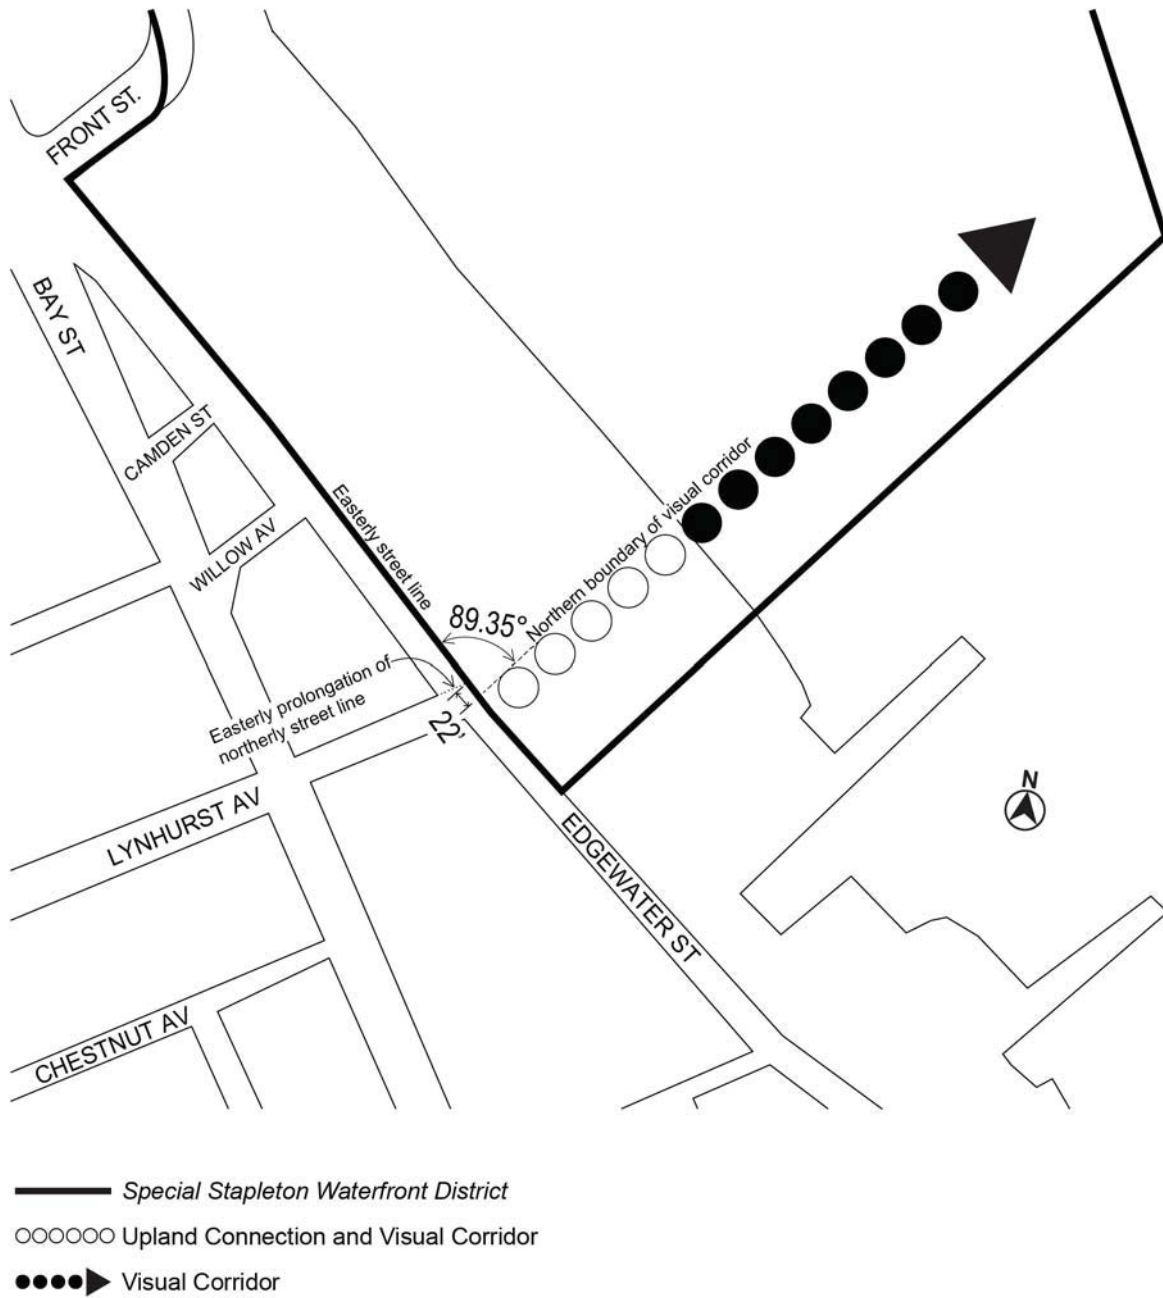 FRONT ST.
BAY ST
CAMDEN ST
WILLOW AV
Easterly street line
Northern boundary of visual corridor
89.35°
Easterly prolongation of
northerly street line
22'
LYNHURST AV
N
EDGEWATER ST
CHESTNUT AV
Special Stapleton Waterfront District
Upland Connection and Visual Corridor
Visual Corridor